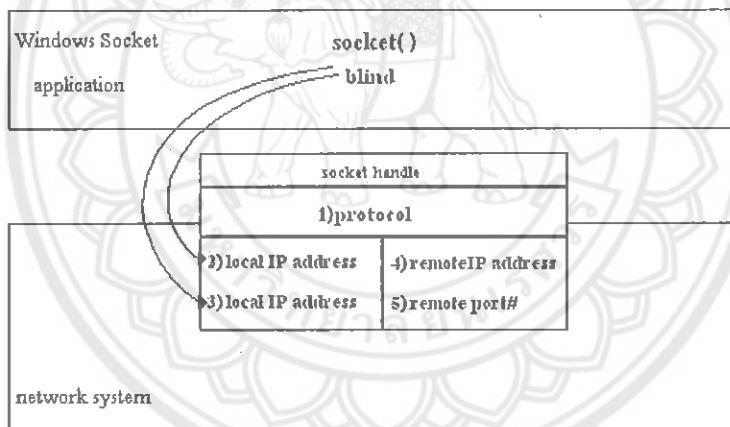 Windows Socket
application
socket()
blind
socket handle
1)protocol
2)local IP address
4)remoteIP address
3)local IP address
5)remote port#
network system